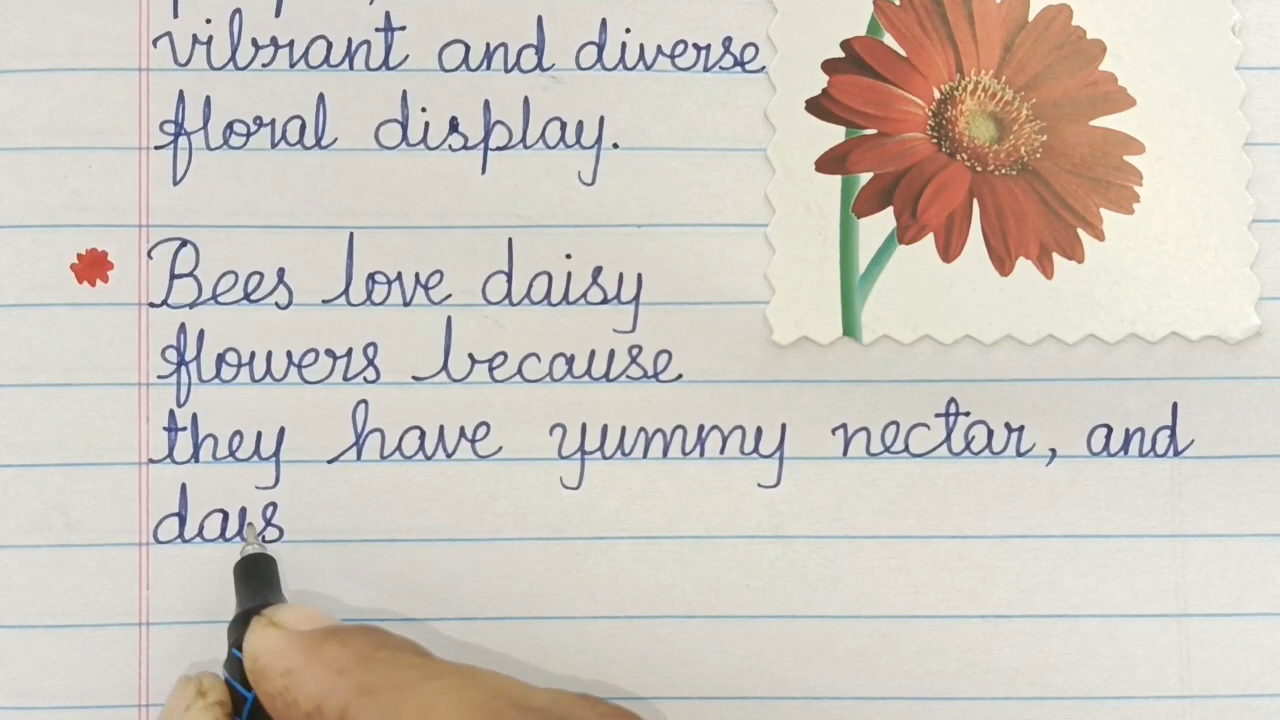 vibrant and diverse
floral display.
Bees love daisy
flowers because
they have yummy nectar, and
dais